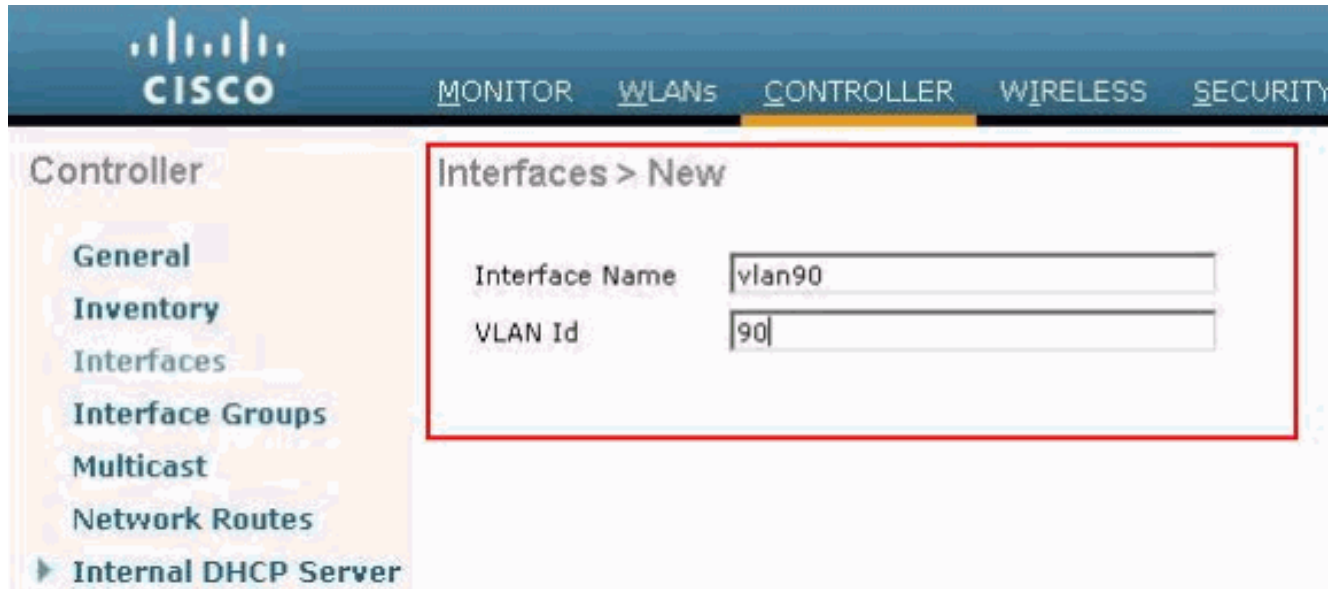 CISCO
MONITOR WLANs CONTROLLER WIRELESS SECURITY
Controller
General
Inventory
Interfaces
Interface Groups
Multicast
Network Routes
Internal DHCP Server
Interfaces > New
Interface Name vlan90
VLAN Id 90